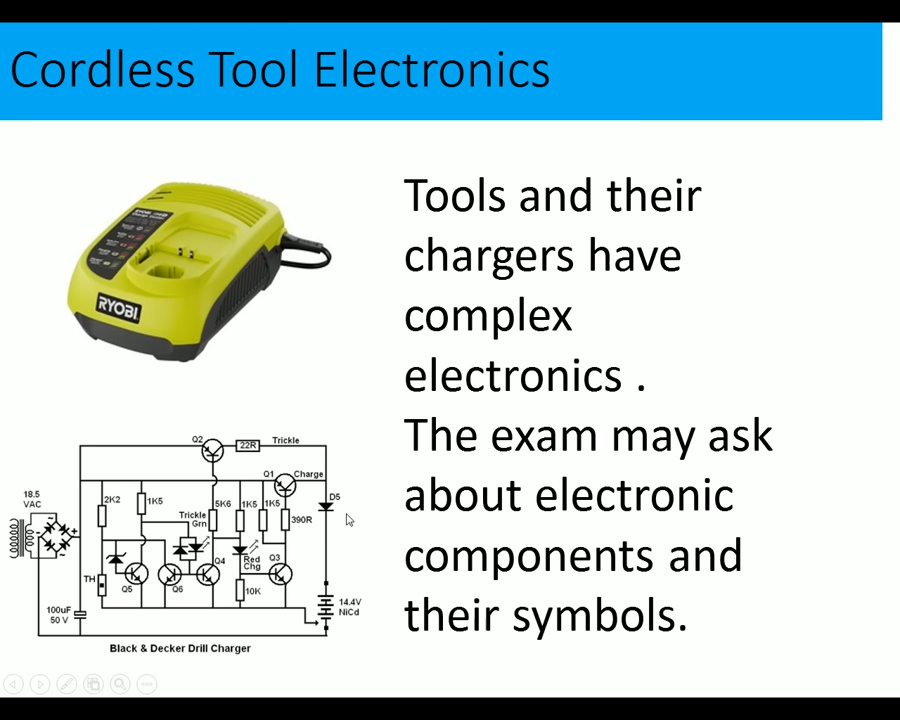 Cordless Tool Electronics
Tools and their
chargers have
complex
electronics .
The exam may ask
about electronic
components and
their symbols.
RYOBI
Q2
22R
Trickle
Q1
Charge
18.5
VAC
2K2
1K5
5K6
1K5
1K5
D5
Trickle
Grn
390R
Red
Chg
Q3
TH
Q5
Q6
Q4
10K
100uF
50 V
14.4V
NiCd
Black & Decker Drill Charger